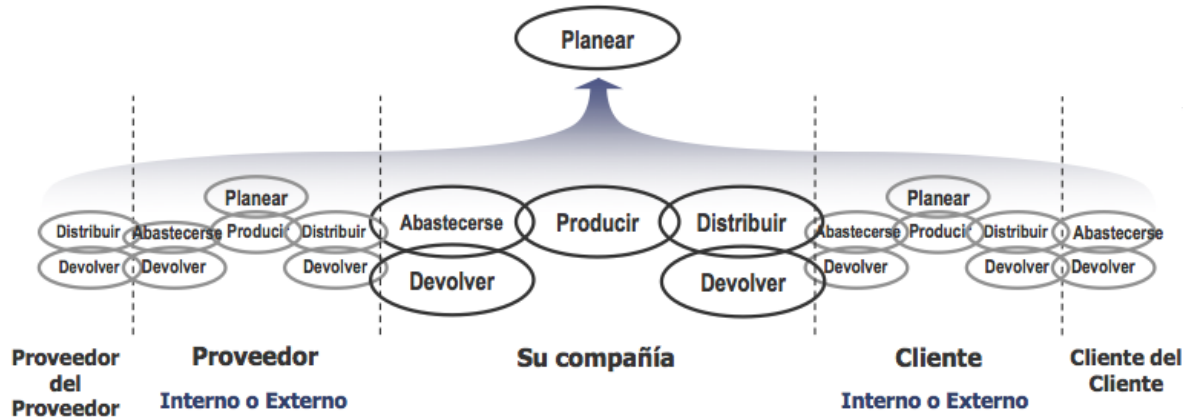 Planear
Planear
Planear
Distribuir
Abastecerse
Producir
Distribuir
Abastecerse
Producir
Distribuir
Abastecerse
Producir
Distribuir
Abastecerse
Devolver
Devolver
Devolver
Devolver
Devolver
Devolver
Devolver
Devolver
Proveedor
del
Proveedor
Proveedor
Interno o Externo
Su compañía
Cliente
Interno o Externo
Cliente del
Cliente